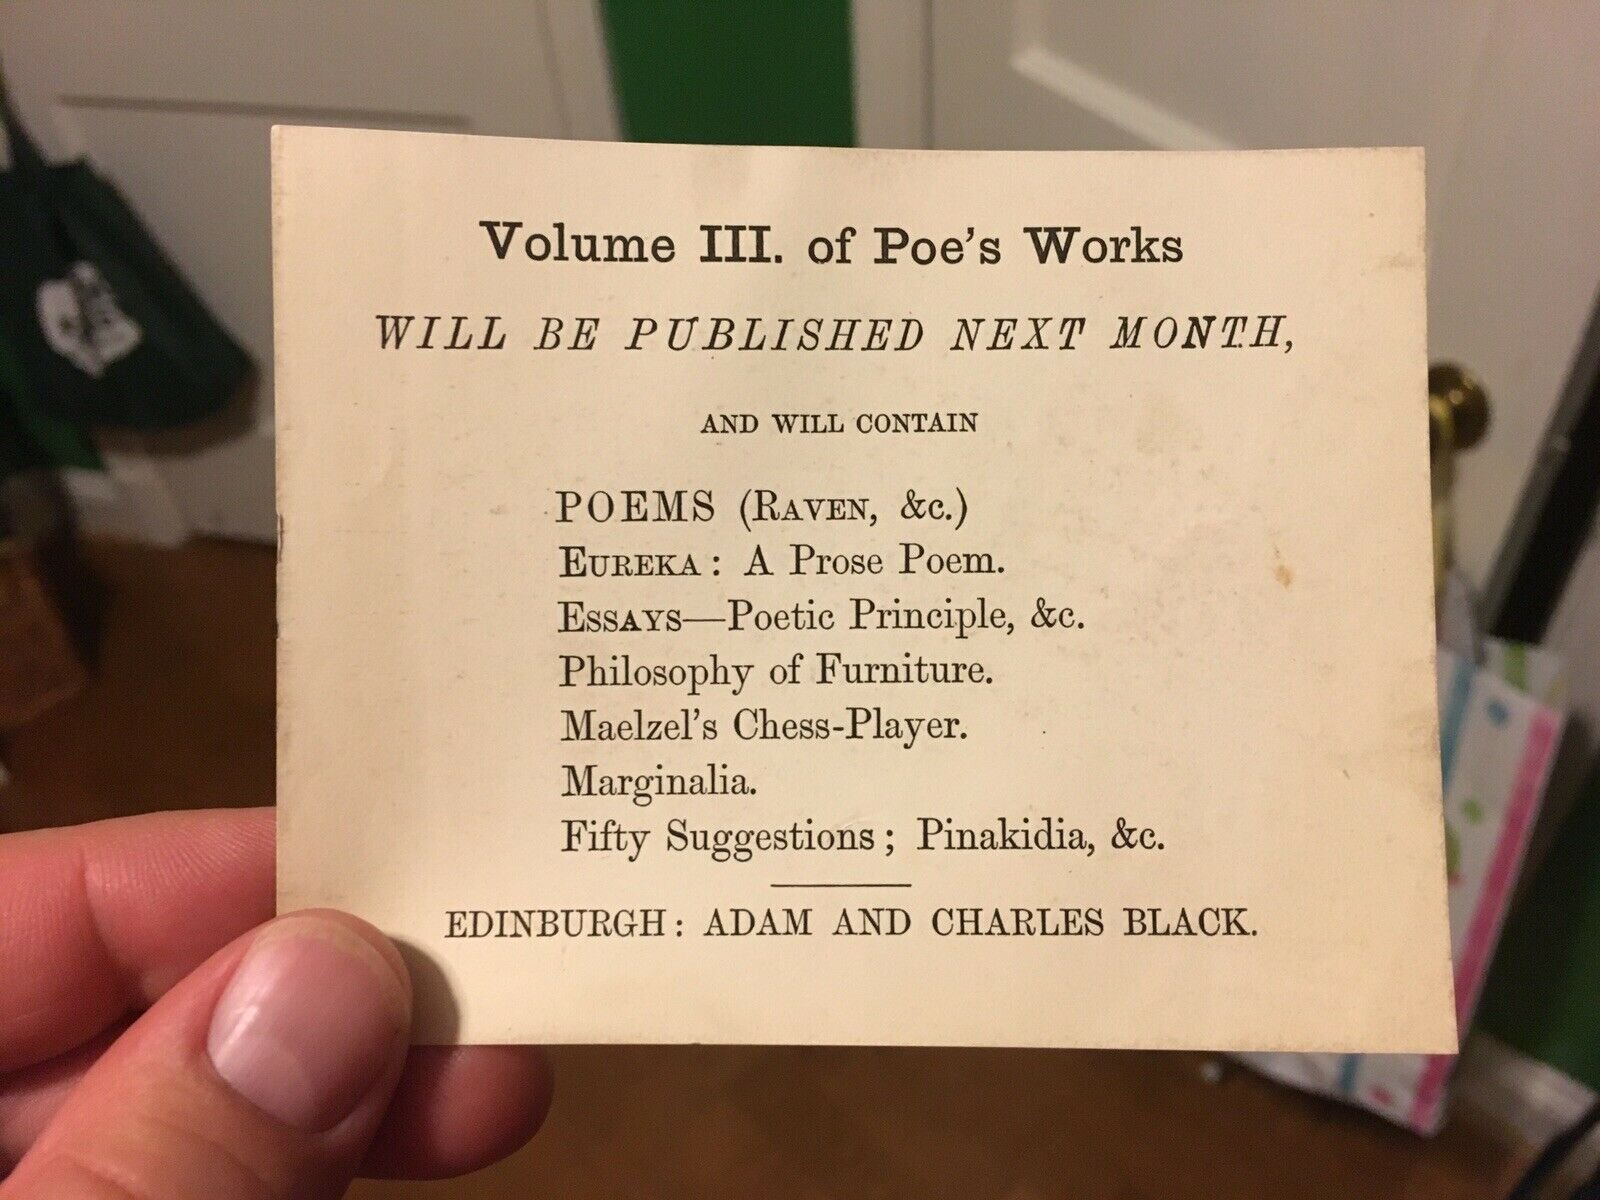 Volume III. of Poe's Works
WILL BE PUBLISHED NEXT MONTH,
AND WILL CONTAIN
POEMS (RAVEN, &c.)
EUREKA: A Prose Poem.
ESSAYS—Poetic Principle, &c.
Philosophy of Furniture.
Maelzel's Chess-Player.
Marginalia.
Fifty Suggestions; Pinakidia, &c.
EDINBURGH: ADAM AND CHARLES BLACK.